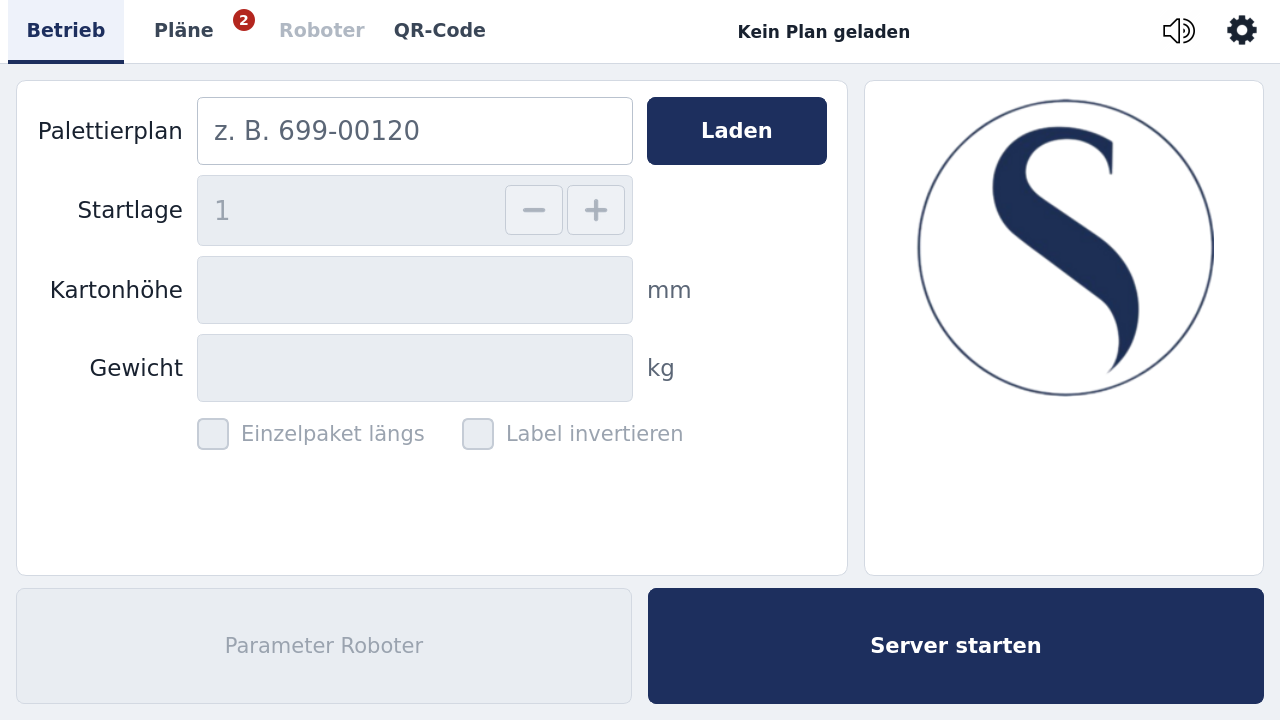 Betrieb
Pläne
2
Roboter
QR-Code
Kein Plan geladen
Palettierplan
z. B. 699-00120
Laden
Startlage
1
Kartonhöhe
mm
Gewicht
kg
Einzelpaket längs
Label invertieren
Parameter Roboter
Server starten